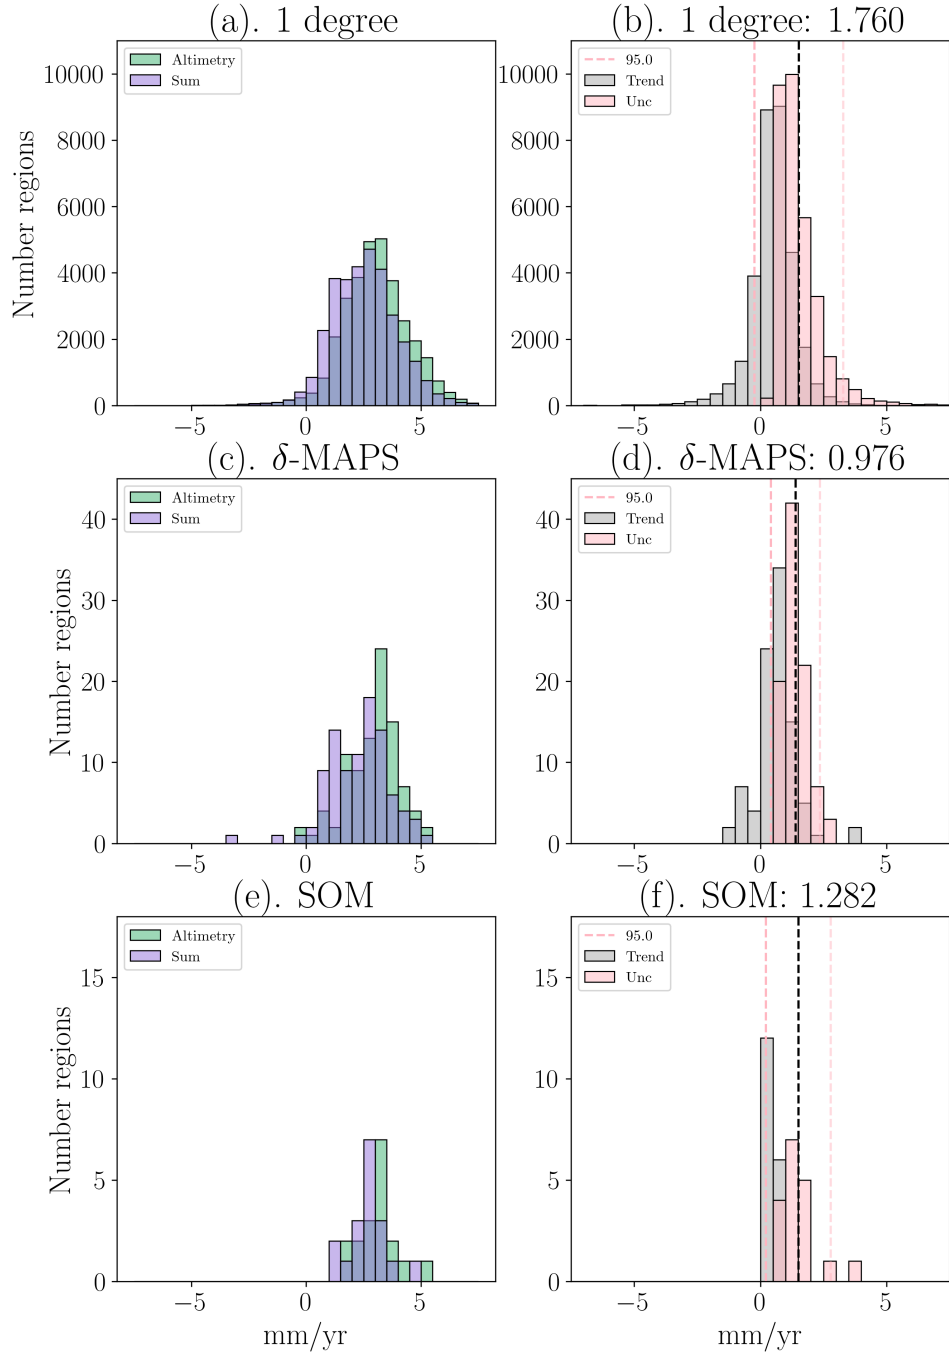 (a). 1 degree
(b). 1 degree: 1.760
Altimetry
Sum
95.0
Trend
Unc
Number regions
10000
8000
6000
4000
2000
0
10000
8000
6000
4000
2000
0
−5 0 5
−5 0 5
(c). δ-MAPS
(d). δ-MAPS: 0.976
Altimetry
Sum
95.0
Trend
Unc
Number regions
40
30
20
10
0
40
30
20
10
0
−5 0 5
−5 0 5
(e). SOM
(f). SOM: 1.282
Altimetry
Sum
95.0
Trend
Unc
Number regions
15
10
5
0
15
10
5
0
−5 0 5
−5 0 5
mm/yr
mm/yr